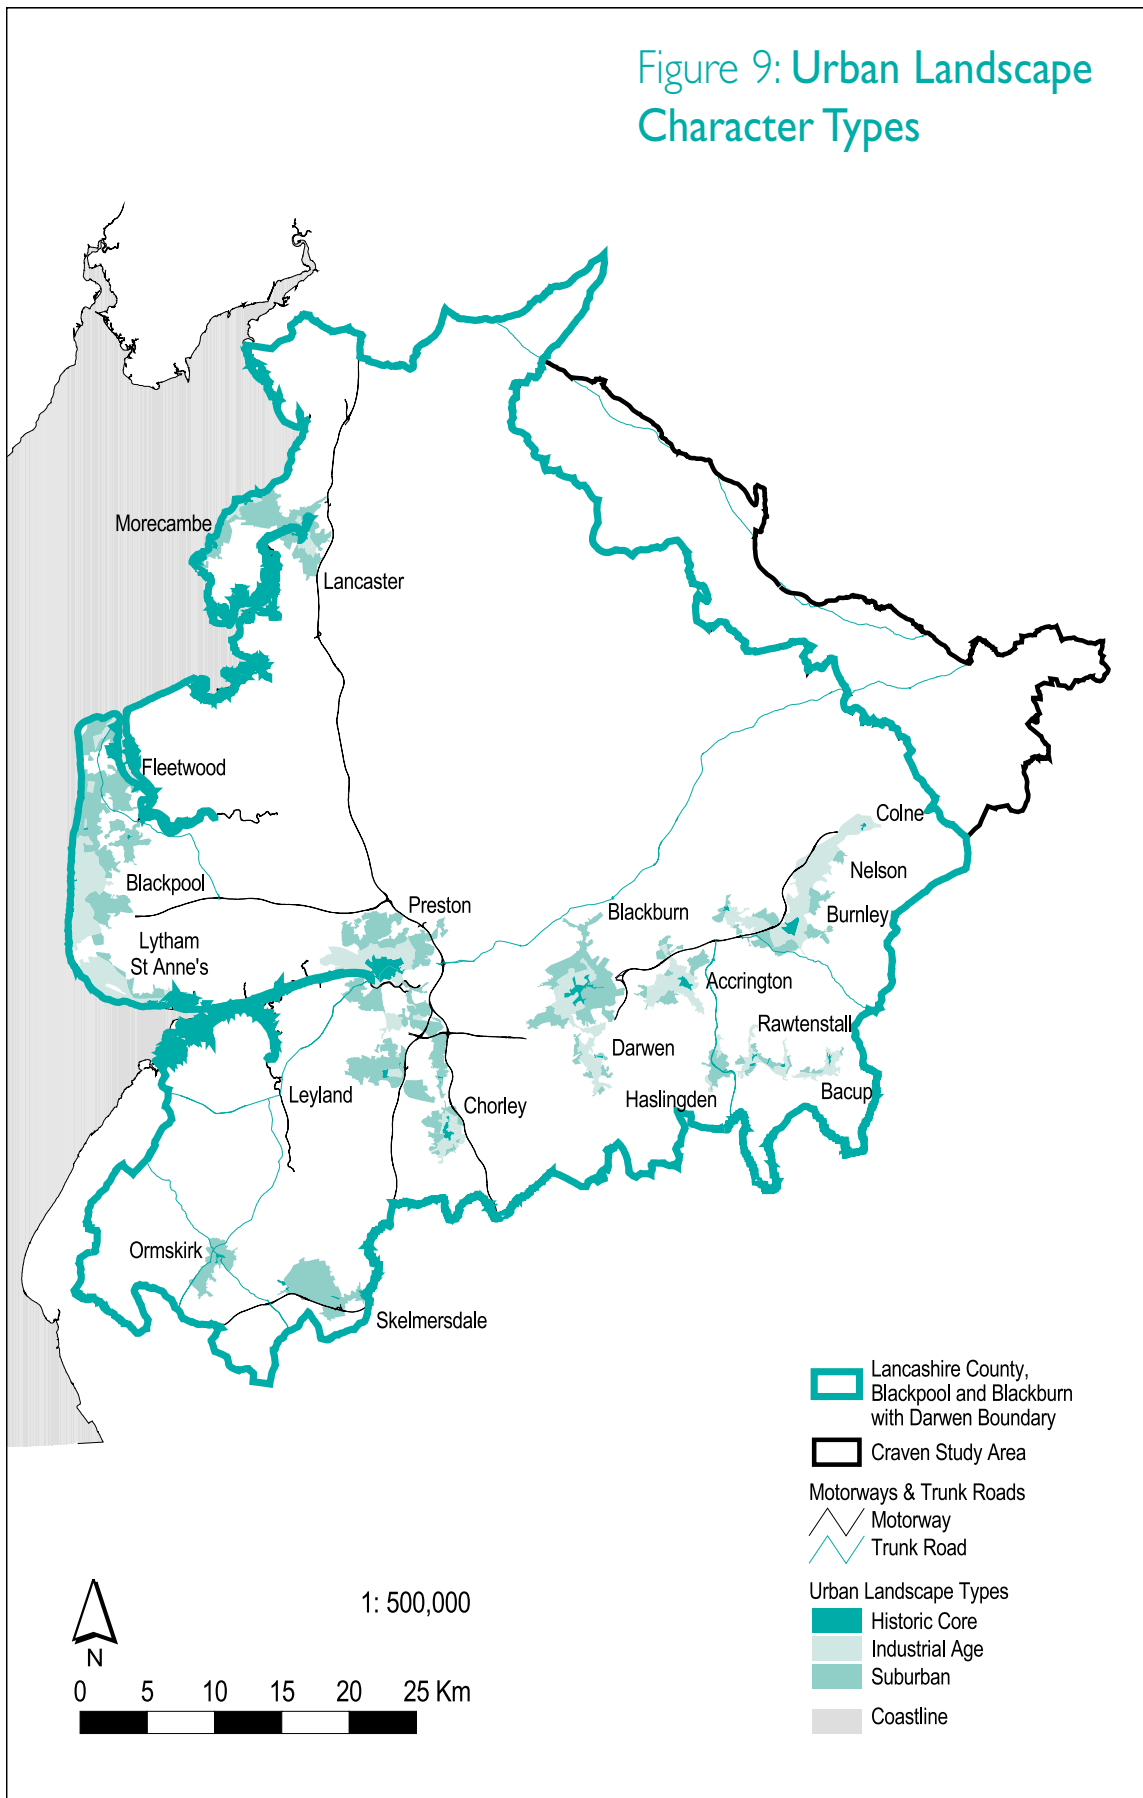 Figure 9: Urban Landscape
Character Types
Morecambe
Lancaster
Fleetwood
Colne
Nelson
Blackpool
Preston
Blackburn
Burnley
Lytham
St Anne's
Accrington
Rawtenstall
Darwen
Leyland
Haslingden
Bacup
Chorley
Ormskirk
Skelmersdale
Lancashire County,
Blackpool and Blackburn
with Darwen Boundary
Craven Study Area
Motorways & Trunk Roads
Motorway
Trunk Road
Urban Landscape Types
Historic Core
Industrial Age
Suburban
Coastline
1: 500,000
N
0 5 10 15 20 25 Km